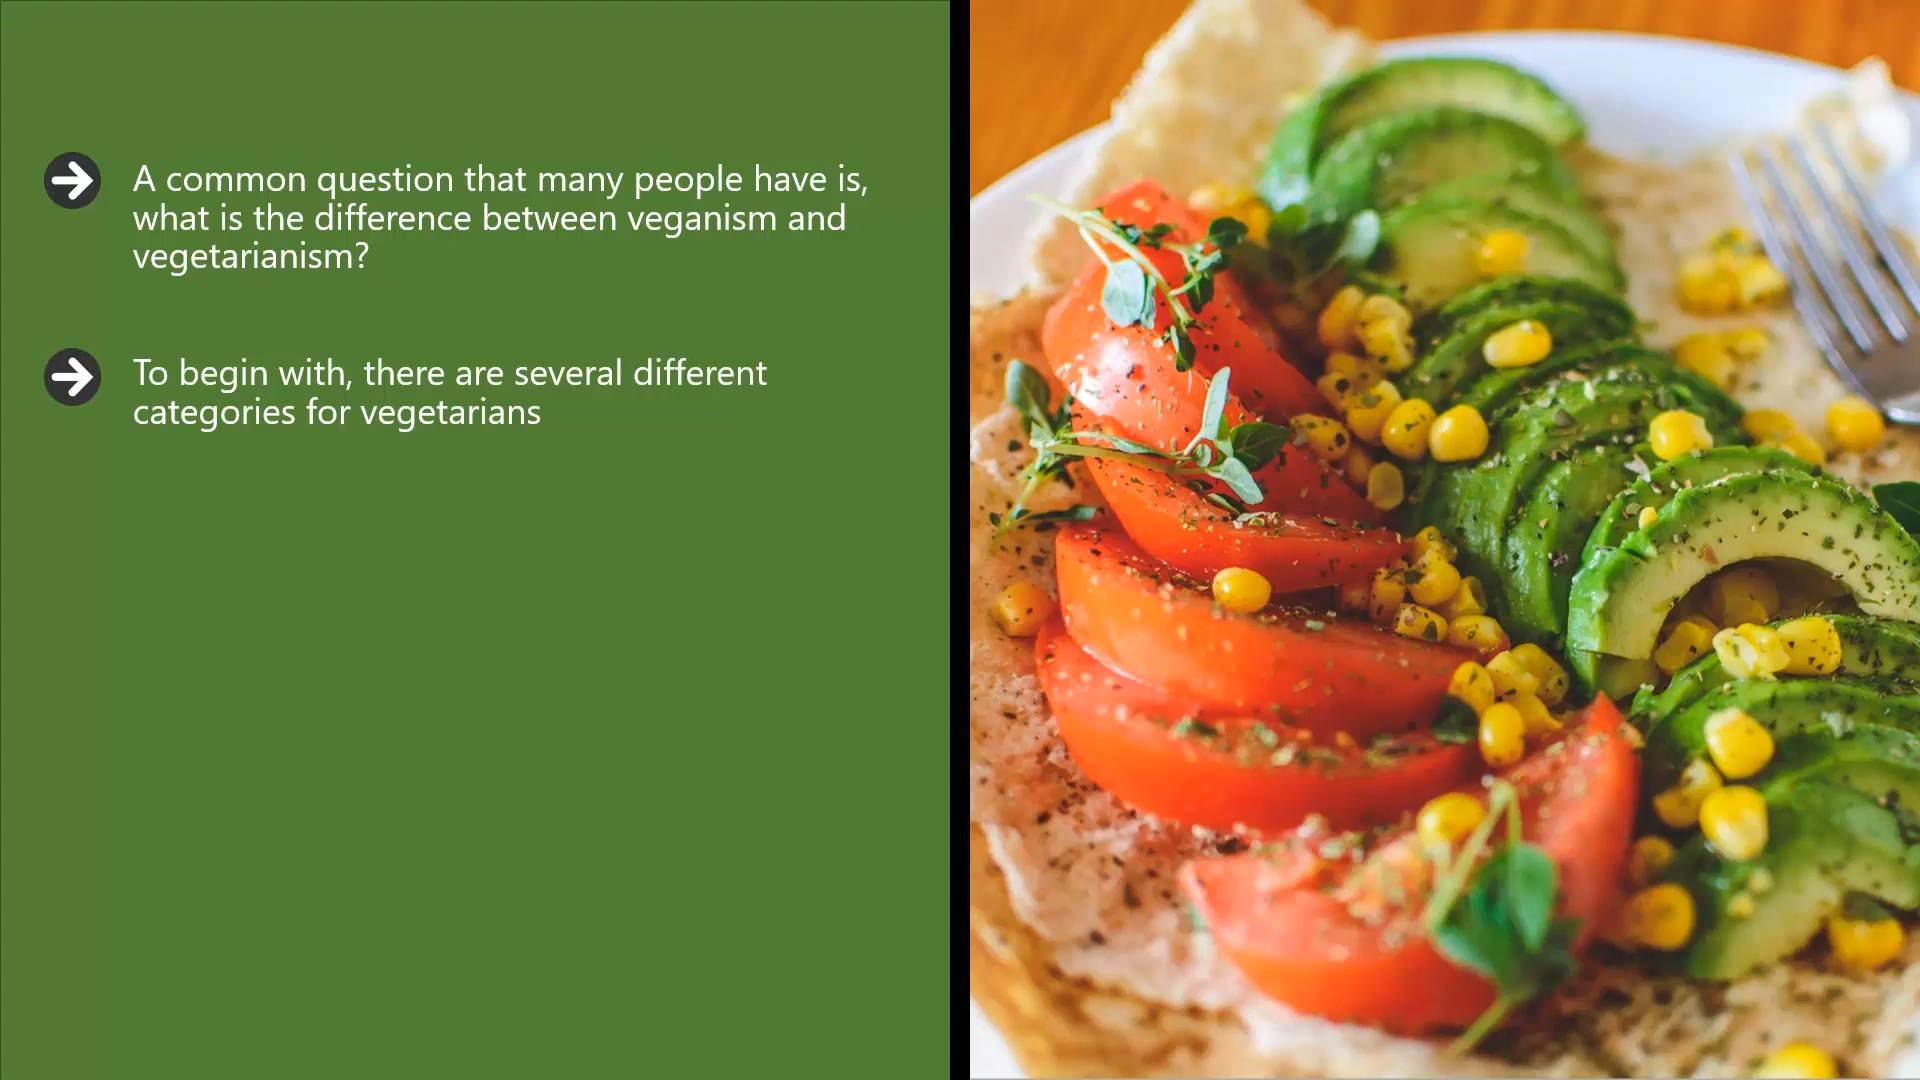 A common question that many people have is,
what is the difference between veganism and
vegetarianism?
To begin with, there are several different
categories for vegetarians